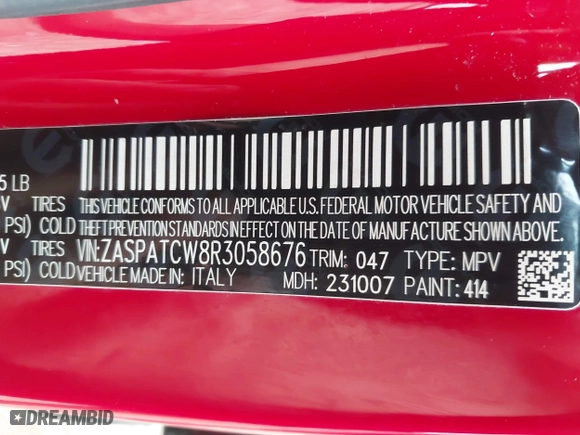 5 LB
V TIRES THIS VEHICLE CONFORMS TO ALL APPLICABLE U.S. FEDERAL MOTOR VEHICLE SAFETY, BUMPER, AND
PSI) COLD THEFT PREVENTION STANDARDS IN EFFECT ON THE DATE OF MANUFACTURE SHOWN ABOVE.
V TIRES VIN:ZASPATCW8R3058676 TRIM: 047 TYPE: MPV
PSI) COLD VEHICLE MADE IN: ITALY MDH: 231007 PAINT: 414
DREAMBID